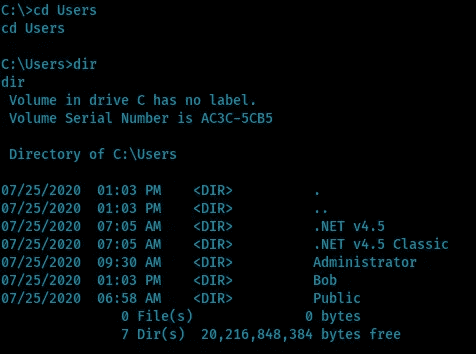 C:\>cd Users
cd Users
C:\Users>dir
dir
 Volume in drive C has no label.
 Volume Serial Number is AC3C-5CB5
 Directory of C:\Users
07/25/2020  01:03 PM    <DIR>          .
07/25/2020  01:03 PM    <DIR>          ..
07/25/2020  07:05 AM    <DIR>          .NET v4.5
07/25/2020  07:05 AM    <DIR>          .NET v4.5 Classic
07/25/2020  09:30 AM    <DIR>          Administrator
07/25/2020  01:03 PM    <DIR>          Bob
07/25/2020  06:58 AM    <DIR>          Public
               0 File(s)              0 bytes
               7 Dir(s)  20,216,848,384 bytes free